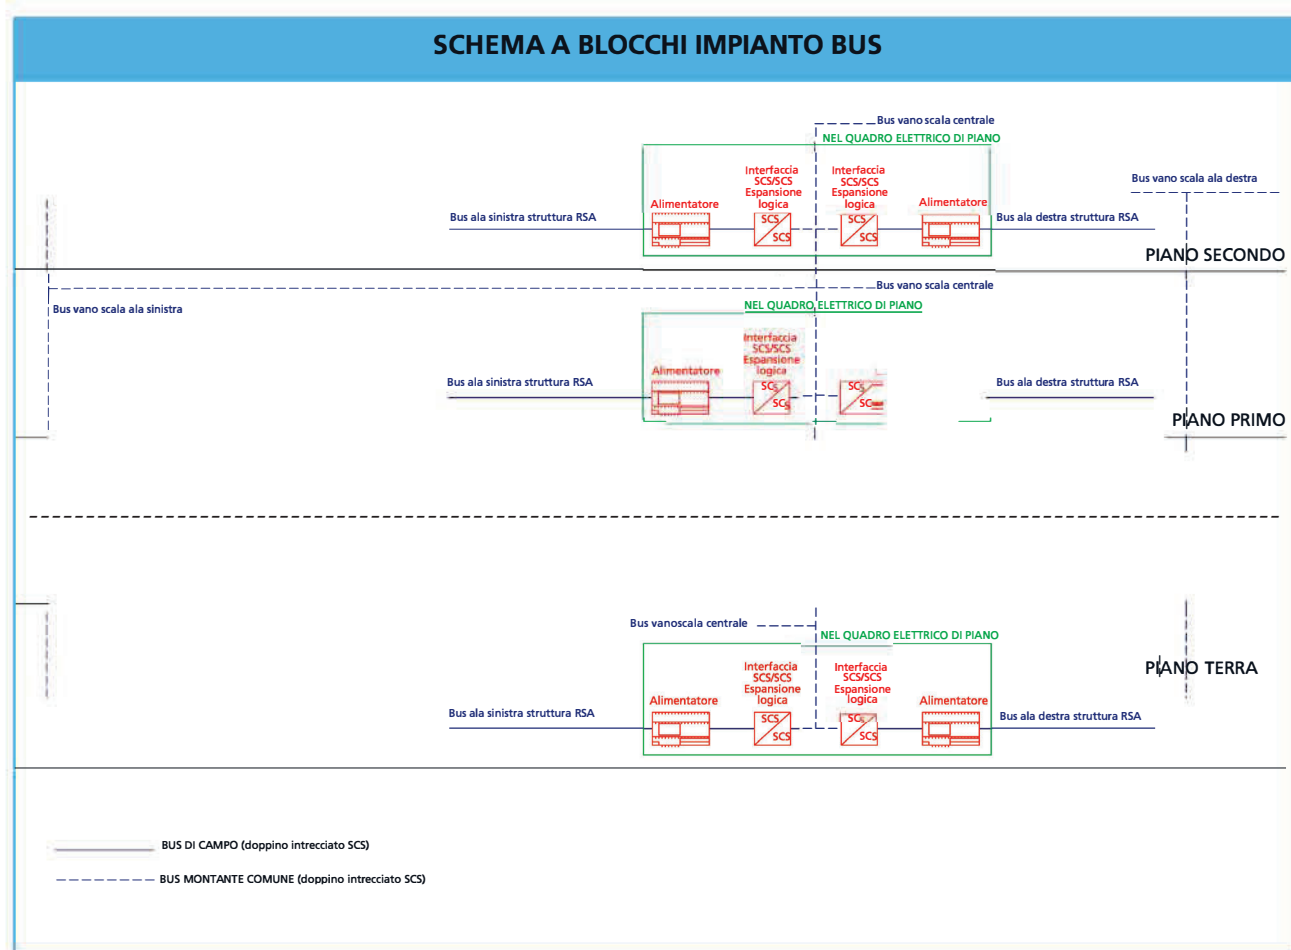 SCHEMA A BLOCCHI IMPIANTO BUS
Bus vano scala centrale
NEL QUADRO ELETTRICO DI PIANO
Interfaccia
SCS/SCS
Espansione
logica
Interfaccia
SCS/SCS
Espansione
logica
Bus vano scala ala destra
Alimentatore
Alimentatore
Bus ala sinistra struttura RSA
SCS
SCS
SCS
SCS
Bus ala destra struttura RSA
PIANO SECONDO
Bus vano scala centrale
Bus vano scala ala sinistra
NEL QUADRO ELETTRICO DI PIANO
Interfaccia
SCS/SCS
Espansione
logica
Alimentatore
Bus ala sinistra struttura RSA
SCS
SCS
SCS
Bus ala destra struttura RSA
PIANO PRIMO
Bus vanoscala centrale
NEL QUADRO ELETTRICO DI PIANO
Interfaccia
SCS/SCS
Espansione
logica
Interfaccia
SCS/SCS
Espansione
logica
PIANO TERRA
Alimentatore
Alimentatore
Bus ala sinistra struttura RSA
SCS
SCS
SCS
SCS
Bus ala destra struttura RSA
BUS DI CAMPO (doppino intrecciato SCS)
BUS MONTANTE COMUNE (doppino intrecciato SCS)